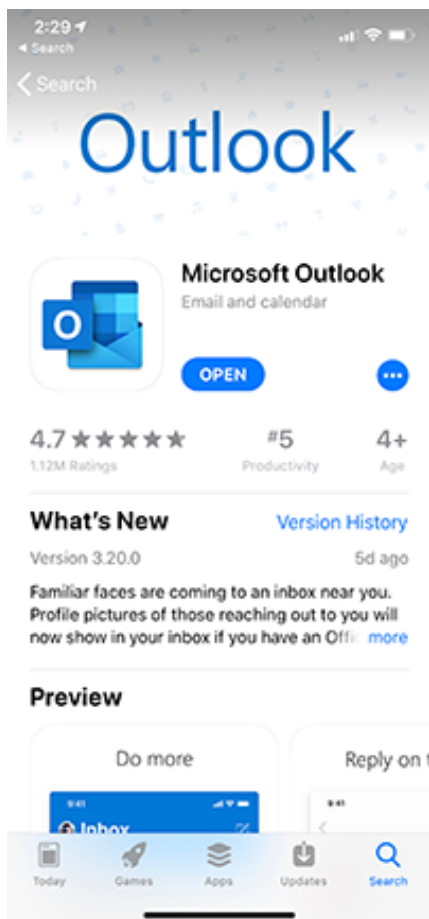 2:29
Search
Search
Outlook
Microsoft Outlook
Email and calendar
O
OPEN
4.7
#5
4+
1.12M Ratings
Productivity
Age
What's New
Version History
Version 3.20.0
5d ago
Familiar faces are coming to an inbox near you.
Profile pictures of those reaching out to you will
now show in your inbox if you have an more
Preview
Do more
Reply on
9:41
9:41
Inbox
Today
Games
Apps
Updates
Search